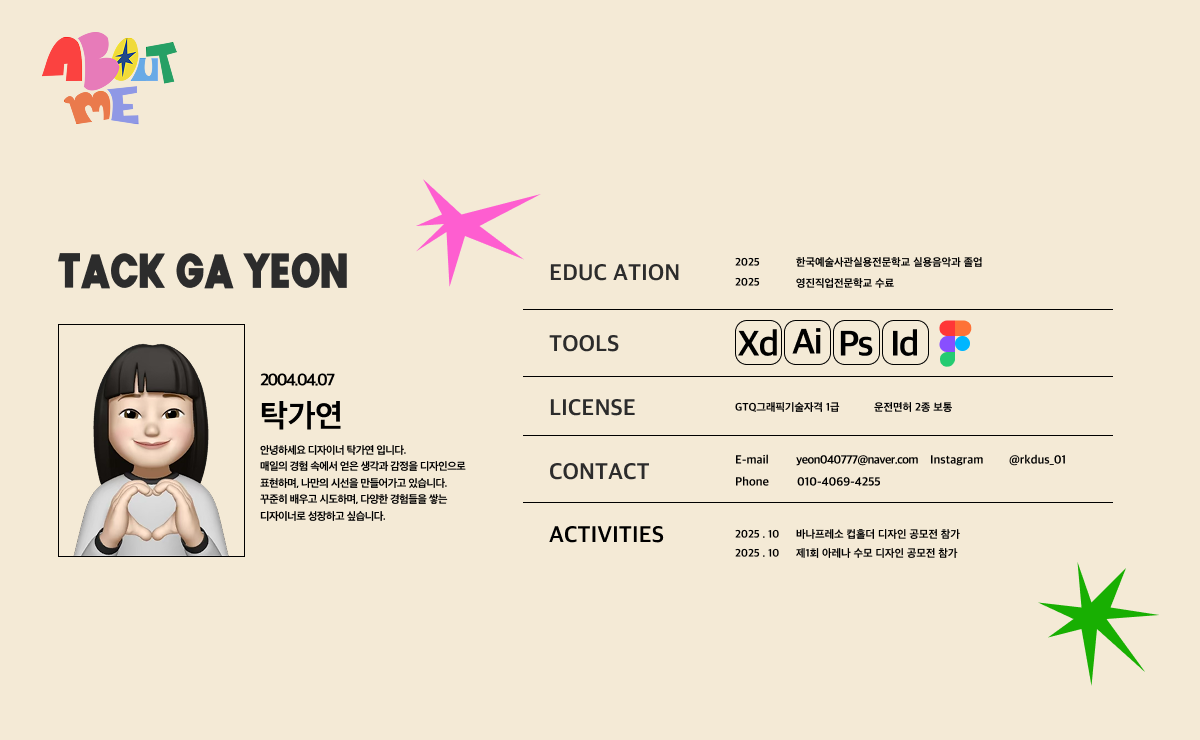 ABOUT
ME
TACK GA YEON
2004.04.07
탁가연
안녕하세요 디자이너 탁가연 입니다.
매일의 경험 속에서 얻은 생각과 감정을 디자인으로
표현하며, 나만의 시선을 만들어가고 있습니다.
꾸준히 배우고 시도하며, 다양한 경험들을 쌓는
디자이너로 성장하고 싶습니다.
EDUC ATION
2025 한국예술사관실용전문학교 실용음악과 졸업
2025 영진직업전문학교 수료
TOOLS
Xd Ai Ps Id
LICENSE
GTQ그래픽기술자격 1급 운전면허 2종 보통
CONTACT
E-mail yeon040777@naver.com Instagram @rkdus_01
Phone 010-4069-4255
ACTIVITIES
2025 . 10 바나프레소 컵홀더 디자인 공모전 참가
2025 . 10 제1회 아레나 수모 디자인 공모전 참가